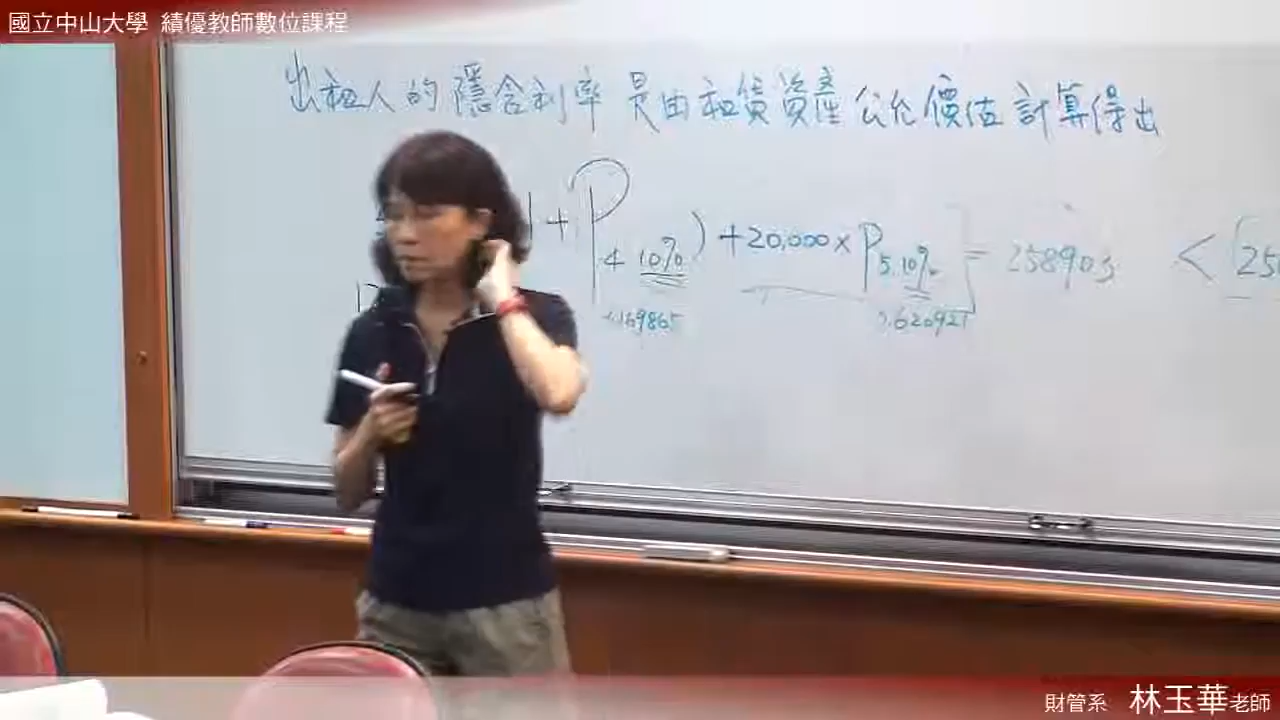 國立中山大學 績優教師數位課程
出租人的隱含利率是由租賃資產公允價值計算得出
1+P4 10%)+20,000×P5.10%]=258903 <(25
.169865 3.620921
財管系 林玉華老師